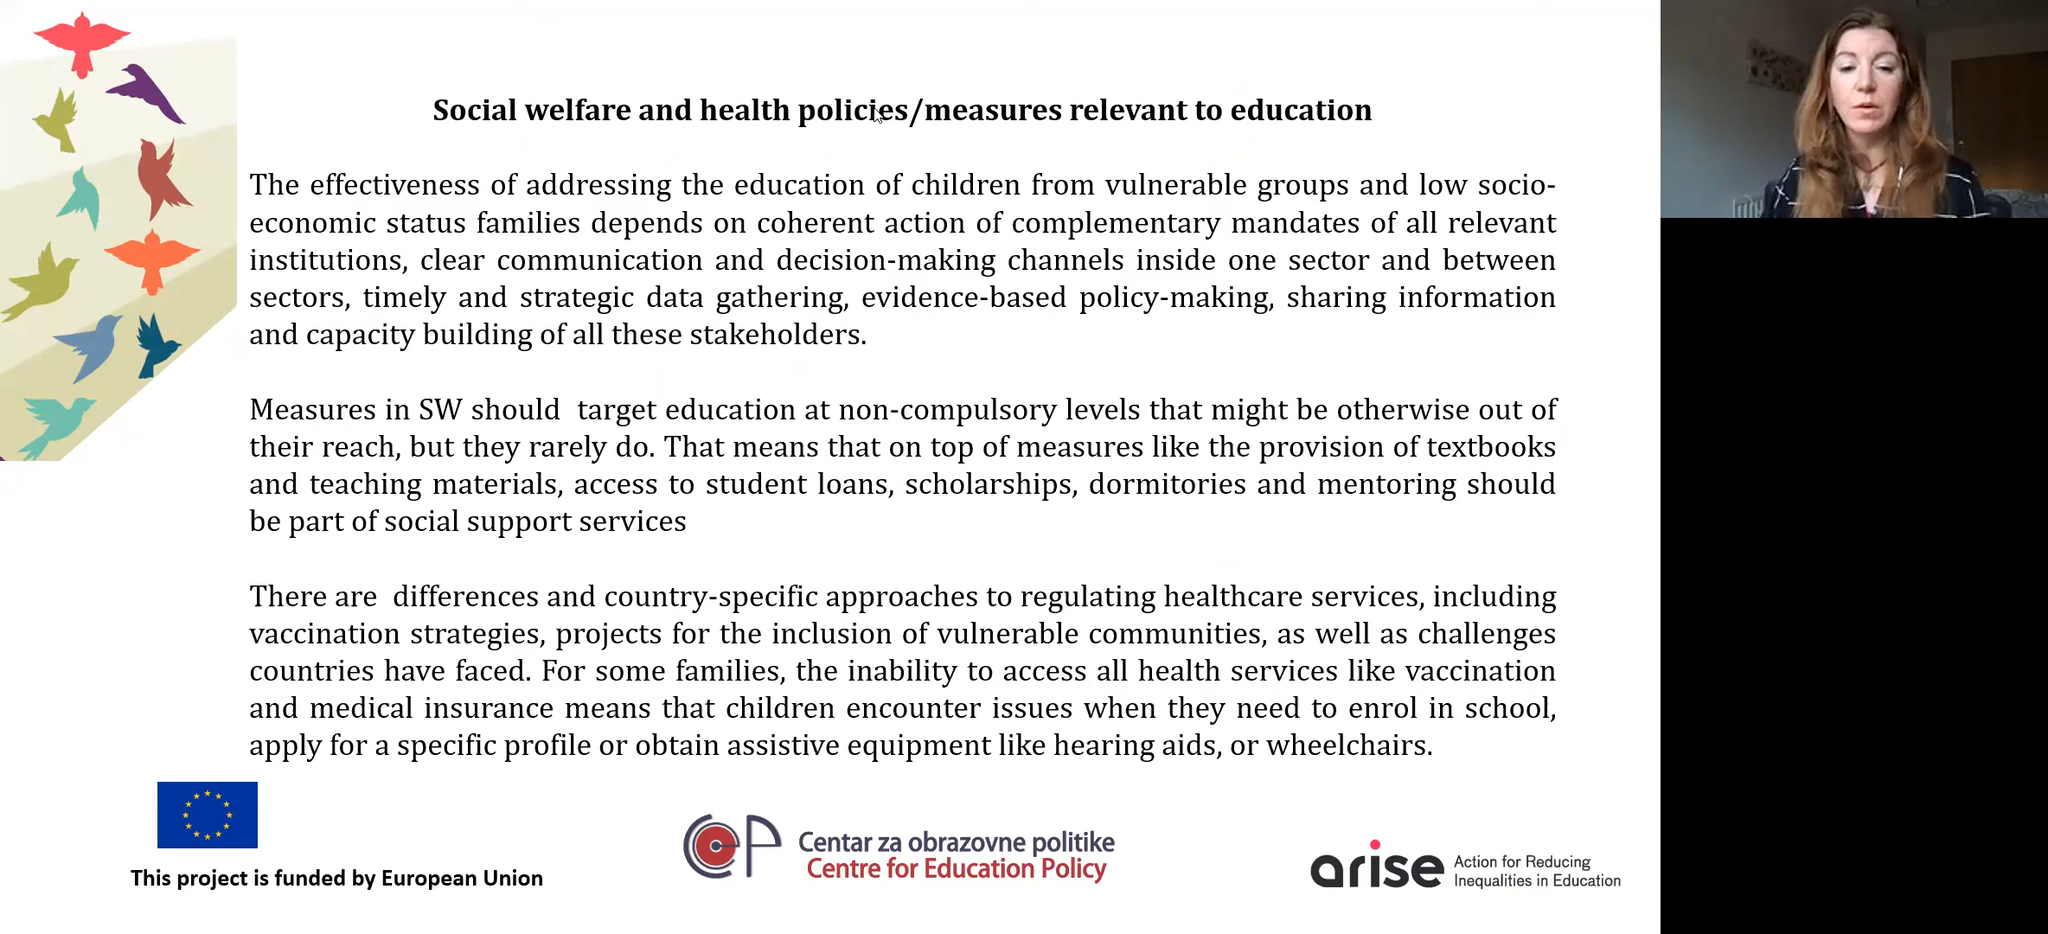 Social welfare and health policies/measures relevant to education
The effectiveness of addressing the education of children from vulnerable groups and low socio-
economic status families depends on coherent action of complementary mandates of all relevant
institutions, clear communication and decision-making channels inside one sector and between
sectors, timely and strategic data gathering, evidence-based policy-making, sharing information
and capacity building of all these stakeholders.
Measures in SW should  target education at non-compulsory levels that might be otherwise out of
their reach, but they rarely do. That means that on top of measures like the provision of textbooks
and teaching materials, access to student loans, scholarships, dormitories and mentoring should
be part of social support services
There are  differences and country-specific approaches to regulating healthcare services, including
vaccination strategies, projects for the inclusion of vulnerable communities, as well as challenges
countries have faced. For some families, the inability to access all health services like vaccination
and medical insurance means that children encounter issues when they need to enrol in school,
apply for a specific profile or obtain assistive equipment like hearing aids, or wheelchairs.
This project is funded by European Union
CeP
Centar za obrazovne politike
Centre for Education Policy
arise
Action for Reducing
Inequalities in Education